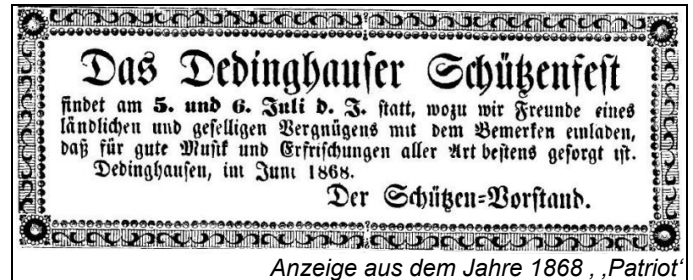 Das Dedinghauser Schützenfest
findet am 5. und 6. Juli d. J. statt, wozu wir Freunde eines
ländlichen und geselligen Vergnügens mit dem Bemerken einladen,
daß für gute Musik und Erfrischungen aller Art bestens gesorgt ist.
Dedinghausen, im Juni 1868.
Der Schützen=Vorstand.
Anzeige aus dem Jahre 1868 , ,Patriot‘